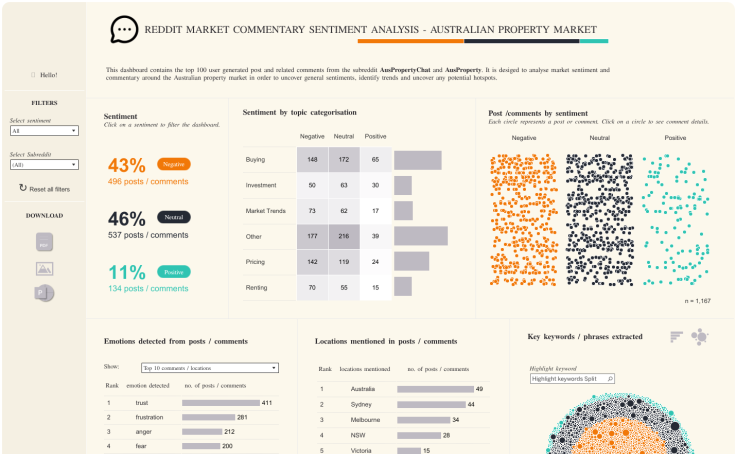 REDDIT MARKET COMMENTARY SENTIMENT ANALYSIS - AUSTRALIAN PROPERTY MARKET
Hello!
This dashboard contains the top 100 user generated post and related comments from the subreddit AusPropertyChat and AusProperty. It is desiged to analyse market sentiment and
commentary around the Australian property market in order to uncover general sentiments, identify trends and uncover any potential hotspots.
FILTERS
Select sentiment
All
Select Subreddit
(All)
Reset all filters
DOWNLOAD
Sentiment
Click on a sentiment to filter the dashboard.
43% Negative
496 posts / comments
46% Neutral
537 posts / comments
11% Positive
134 posts / comments
Sentiment by topic categorisation
Negative Neutral Positive
Buying 148 172 65
Investment 50 63 30
Market Trends 73 62 17
Other 177 216 39
Pricing 142 119 24
Renting 70 55 15
Post /comments by sentiment
Each circle represents a post or comment. Click on a circle to see comment details.
Negative Neutral Positive
n = 1,167
Emotions detected from posts / comments
Show: Top 10 comments / locations
Rank emotion detected no. of posts / comments
1 trust 411
2 frustration 281
3 anger 212
4 fear 200
Locations mentioned in posts / comments
Rank locations mentioned no. of posts / comments
1 Australia 49
2 Sydney 44
3 Melbourne 34
4 NSW 28
5 Victoria 15
Key keywords / phrases extracted
Highlight keyword
Highlight keywords Split